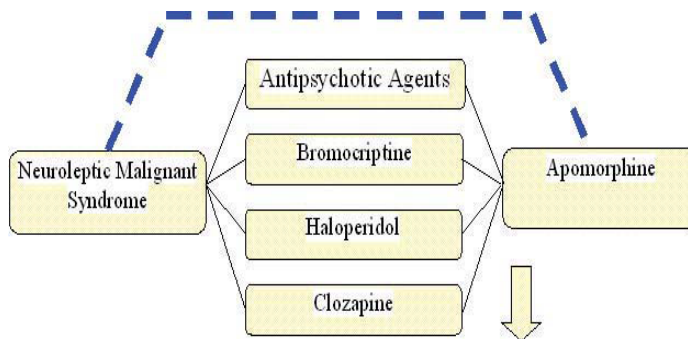 Antipsychotic Agents
Bromocriptine
Neuroleptic Malignant
Syndrome
Apomorphine
Haloperidol
Clozapine